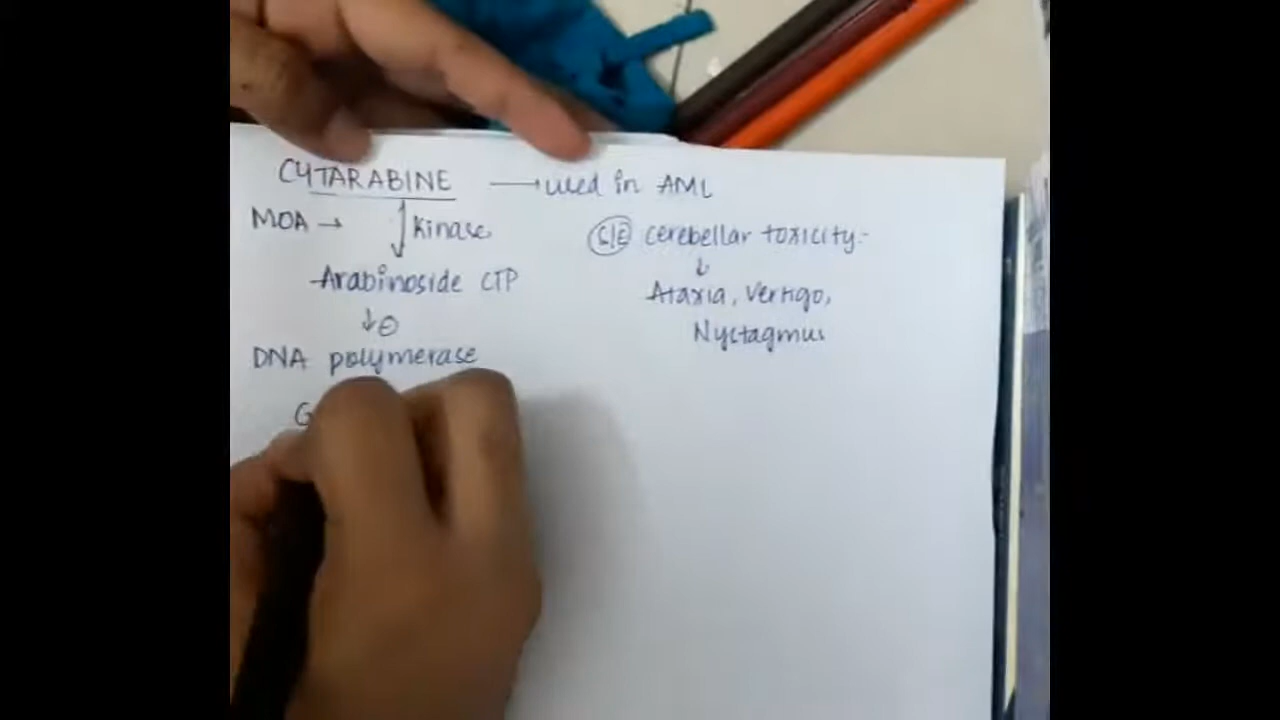 CYTARABINE → used in AML
MOA → ↓ Kinase
Arabinoside CTP
↓ ⊖
DNA polymerase
G
S/E cerebellar toxicity:-
↓
Ataxia, Vertigo,
Nystagmus